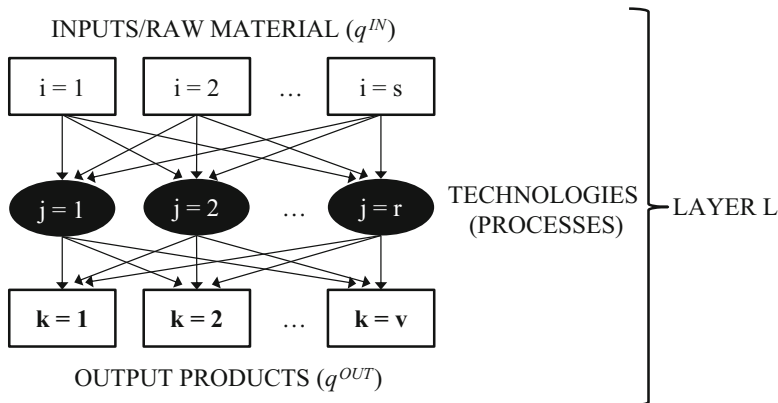 INPUTS/RAW MATERIAL (q^IN)
i = 1
i = 2
…
i = s
j = 1
j = 2
…
j = r
TECHNOLOGIES
(PROCESSES)
LAYER L
k = 1
k = 2
…
k = v
OUTPUT PRODUCTS (q^OUT)